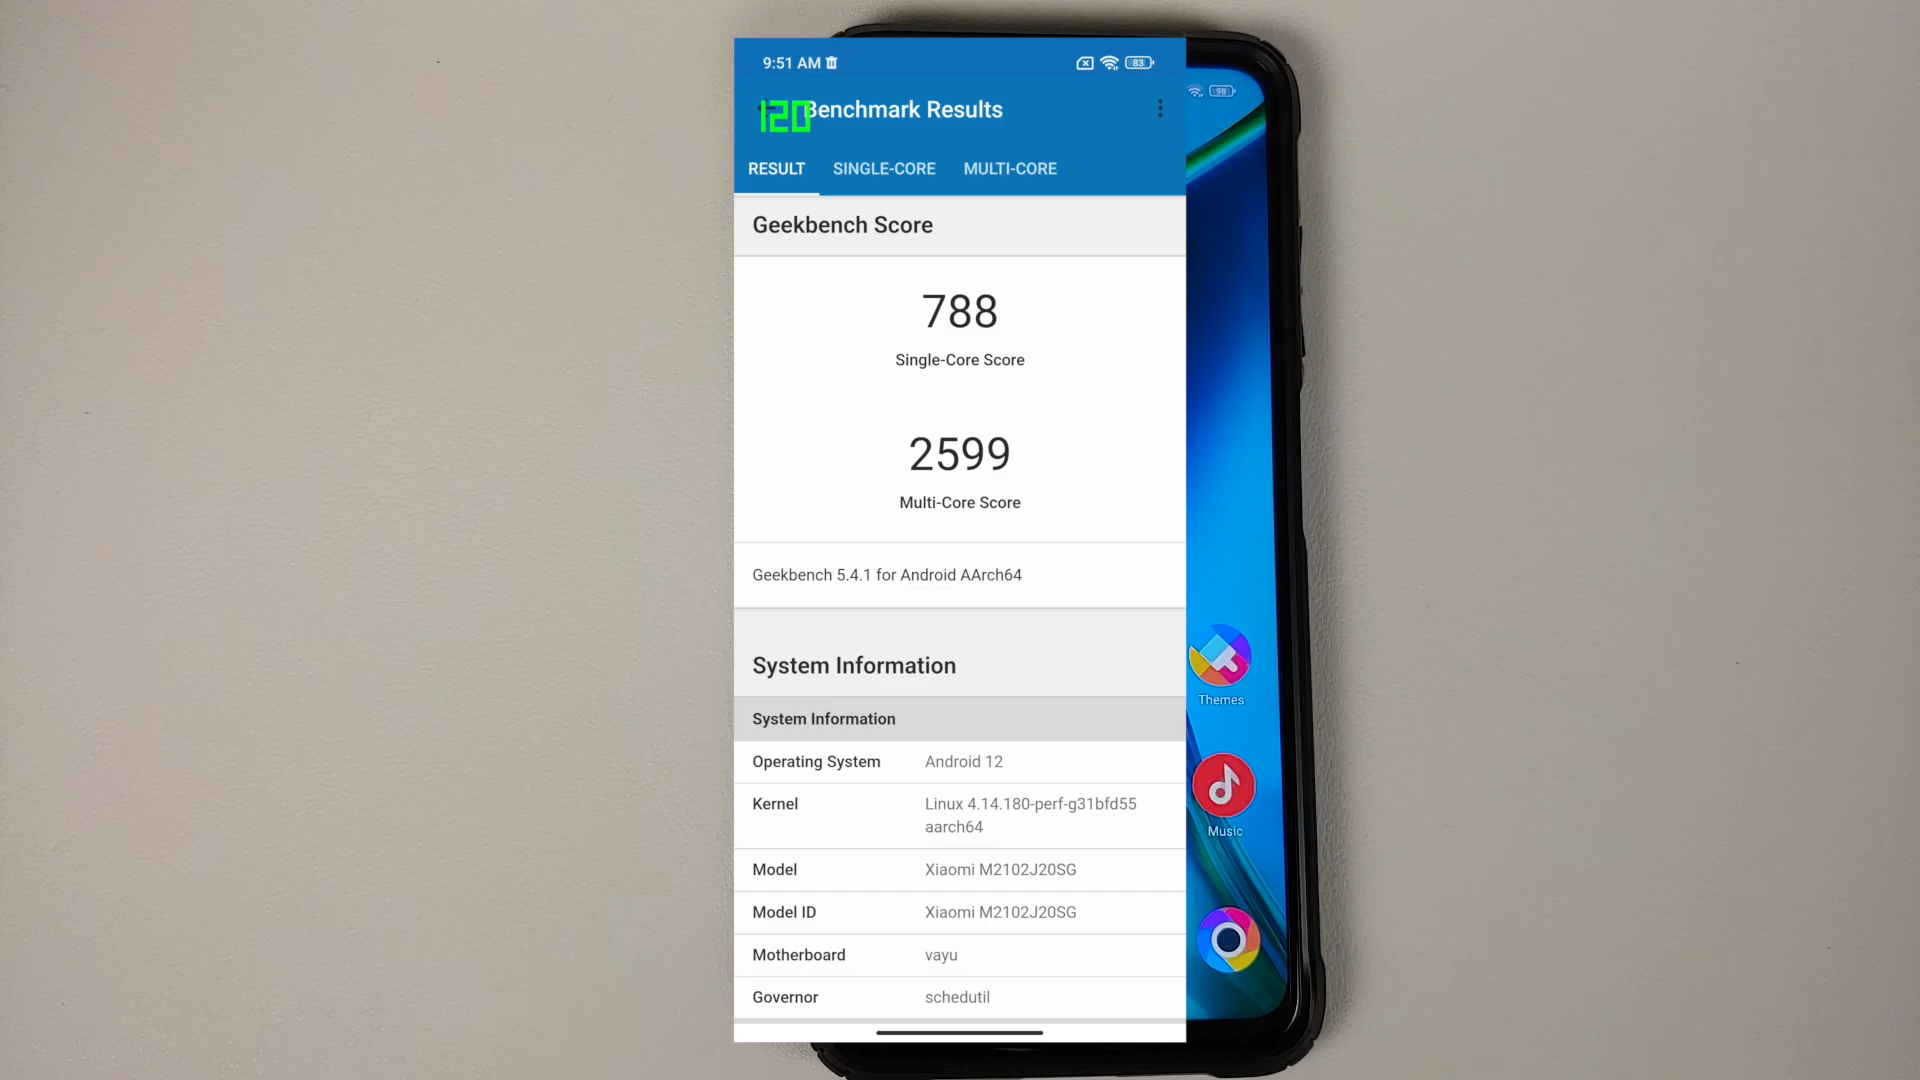 9:51 AM
83
98
120
Benchmark Results
RESULT SINGLE-CORE MULTI-CORE
Geekbench Score
788
Single-Core Score
2599
Multi-Core Score
Geekbench 5.4.1 for Android AArch64
System Information
System Information
Operating System Android 12
Kernel Linux 4.14.180-perf-g31bfd55
aarch64
Model Xiaomi M2102J20SG
Model ID Xiaomi M2102J20SG
Motherboard vayu
Governor schedutil
Themes
Music